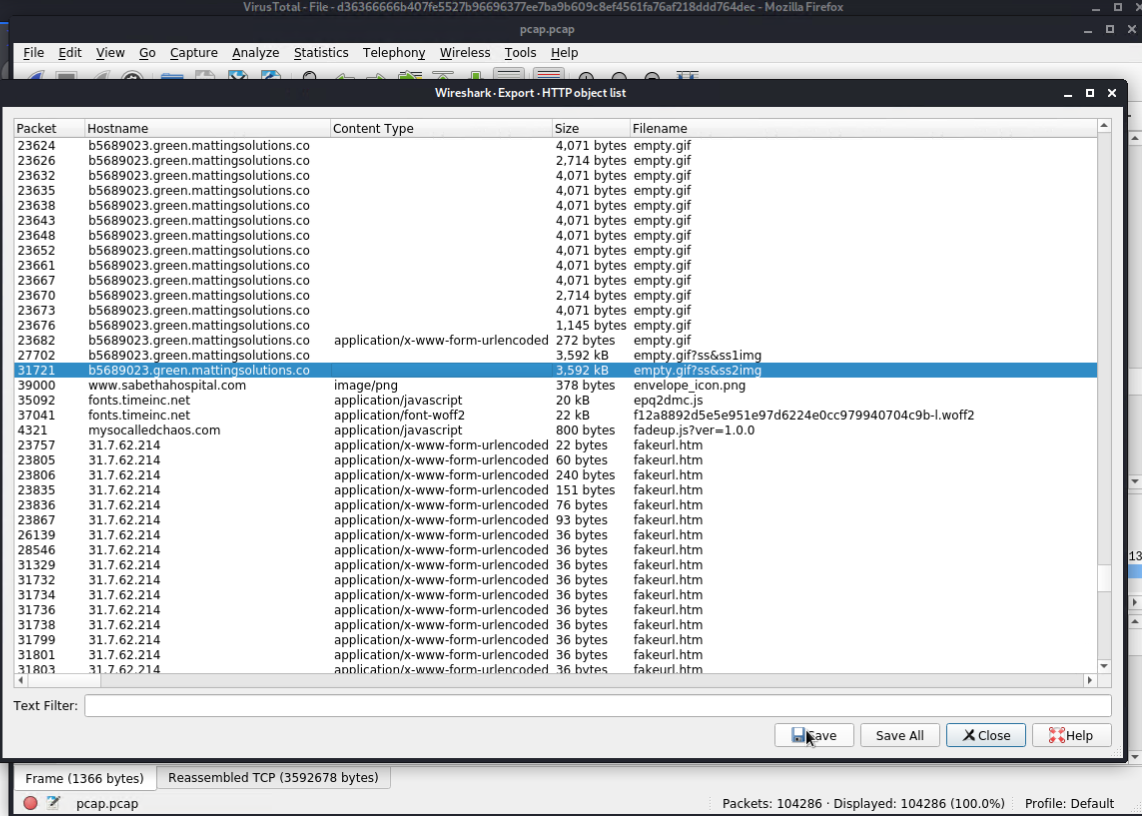 VirusTotal - File - d36366666b407fe5527b96696377ee7ba9b609c8ef4561fa76af218ddd764dec - Mozilla Firefox
pcap.pcap
File Edit View Go Capture Analyze Statistics Telephony Wireless Tools Help
Wireshark · Export · HTTP object list
Packet Hostname Content Type Size Filename
23624 b5689023.green.mattingsolutions.co 4,071 bytes empty.gif
23626 b5689023.green.mattingsolutions.co 2,714 bytes empty.gif
23632 b5689023.green.mattingsolutions.co 4,071 bytes empty.gif
23635 b5689023.green.mattingsolutions.co 4,071 bytes empty.gif
23638 b5689023.green.mattingsolutions.co 4,071 bytes empty.gif
23643 b5689023.green.mattingsolutions.co 4,071 bytes empty.gif
23648 b5689023.green.mattingsolutions.co 4,071 bytes empty.gif
23652 b5689023.green.mattingsolutions.co 4,071 bytes empty.gif
23661 b5689023.green.mattingsolutions.co 4,071 bytes empty.gif
23667 b5689023.green.mattingsolutions.co 4,071 bytes empty.gif
23670 b5689023.green.mattingsolutions.co 2,714 bytes empty.gif
23673 b5689023.green.mattingsolutions.co 4,071 bytes empty.gif
23676 b5689023.green.mattingsolutions.co 1,145 bytes empty.gif
23682 b5689023.green.mattingsolutions.co application/x-www-form-urlencoded 272 bytes empty.gif
27702 b5689023.green.mattingsolutions.co 3,592 kB empty.gif?ss&ss1img
31721 b5689023.green.mattingsolutions.co 3,592 kB empty.gif?ss&ss2img
39000 www.sabethahospital.com image/png 378 bytes envelope_icon.png
35092 fonts.timeinc.net application/javascript 20 kB epq2dmc.js
37041 fonts.timeinc.net application/font-woff2 22 kB f12a8892d5e5e951e97d6224e0cc979940704c9b-l.woff2
4321 mysocalledchaos.com application/javascript 800 bytes fadeup.js?ver=1.0.0
23757 31.7.62.214 application/x-www-form-urlencoded 22 bytes fakeurl.htm
23805 31.7.62.214 application/x-www-form-urlencoded 60 bytes fakeurl.htm
23806 31.7.62.214 application/x-www-form-urlencoded 240 bytes fakeurl.htm
23835 31.7.62.214 application/x-www-form-urlencoded 151 bytes fakeurl.htm
23836 31.7.62.214 application/x-www-form-urlencoded 76 bytes fakeurl.htm
23867 31.7.62.214 application/x-www-form-urlencoded 93 bytes fakeurl.htm
26139 31.7.62.214 application/x-www-form-urlencoded 36 bytes fakeurl.htm
28546 31.7.62.214 application/x-www-form-urlencoded 36 bytes fakeurl.htm
31329 31.7.62.214 application/x-www-form-urlencoded 36 bytes fakeurl.htm
31732 31.7.62.214 application/x-www-form-urlencoded 36 bytes fakeurl.htm
31734 31.7.62.214 application/x-www-form-urlencoded 36 bytes fakeurl.htm
31736 31.7.62.214 application/x-www-form-urlencoded 36 bytes fakeurl.htm
31738 31.7.62.214 application/x-www-form-urlencoded 36 bytes fakeurl.htm
31799 31.7.62.214 application/x-www-form-urlencoded 36 bytes fakeurl.htm
31801 31.7.62.214 application/x-www-form-urlencoded 36 bytes fakeurl.htm
31803 31.7.62.214 application/x-www-form-urlencoded 36 bytes fakeurl.htm
13
Text Filter:
Save Save All Close Help
Frame (1366 bytes) Reassembled TCP (3592678 bytes)
pcap.pcap Packets: 104286 · Displayed: 104286 (100.0%) Profile: Default